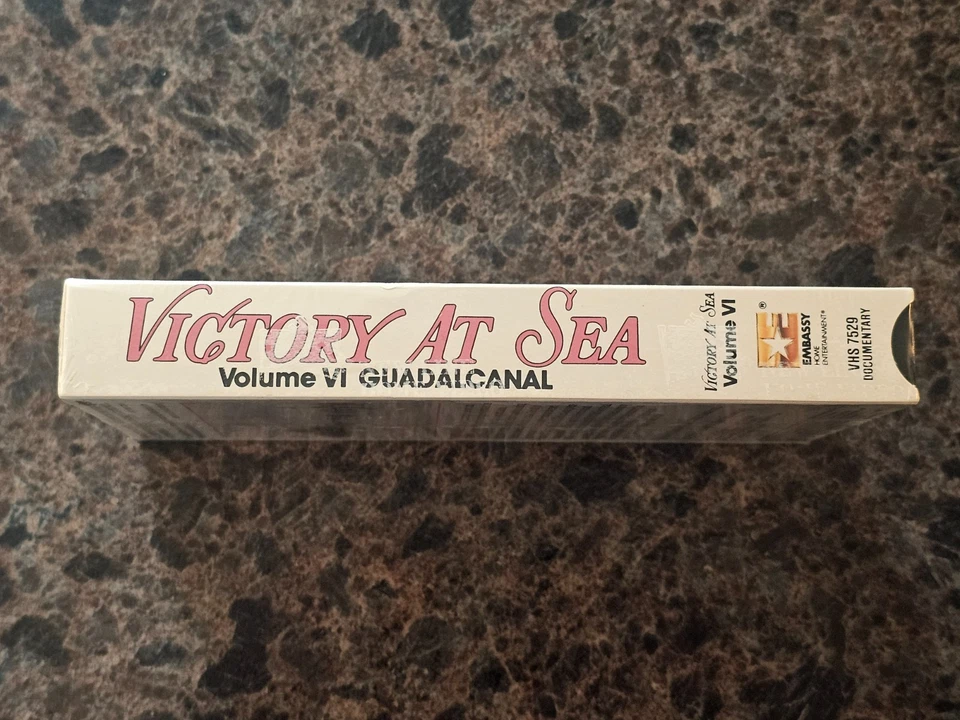 VICTORY AT SEA
Volume VI GUADALCANAL
VICTORY AT SEA
Volume VI
®
EMBASSY
HOME
ENTERTAINMENT®
VHS 7529
DOCUMENTARY